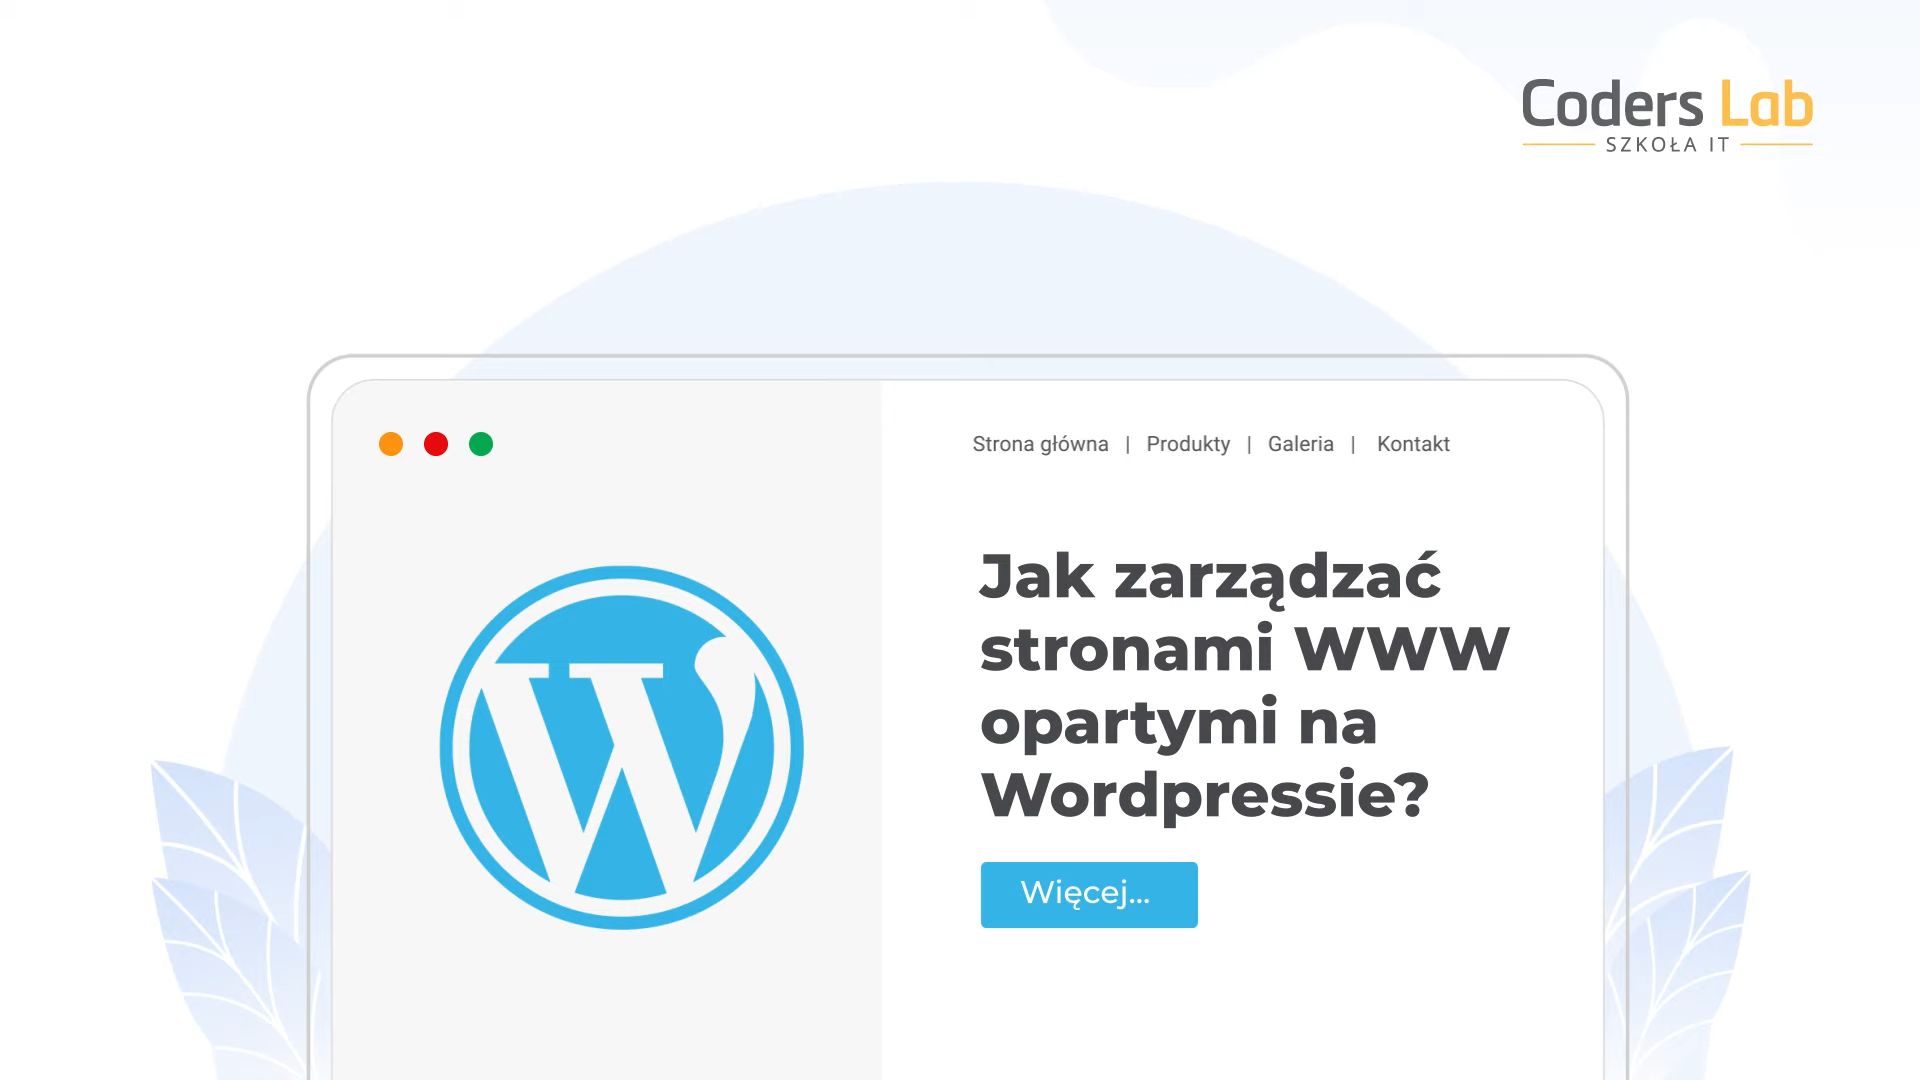 Coders Lab
SZKOŁA IT
Strona główna | Produkty | Galeria | Kontakt
Jak zarządzać
stronami WWW
opartymi na
Wordpressie?
Więcej...